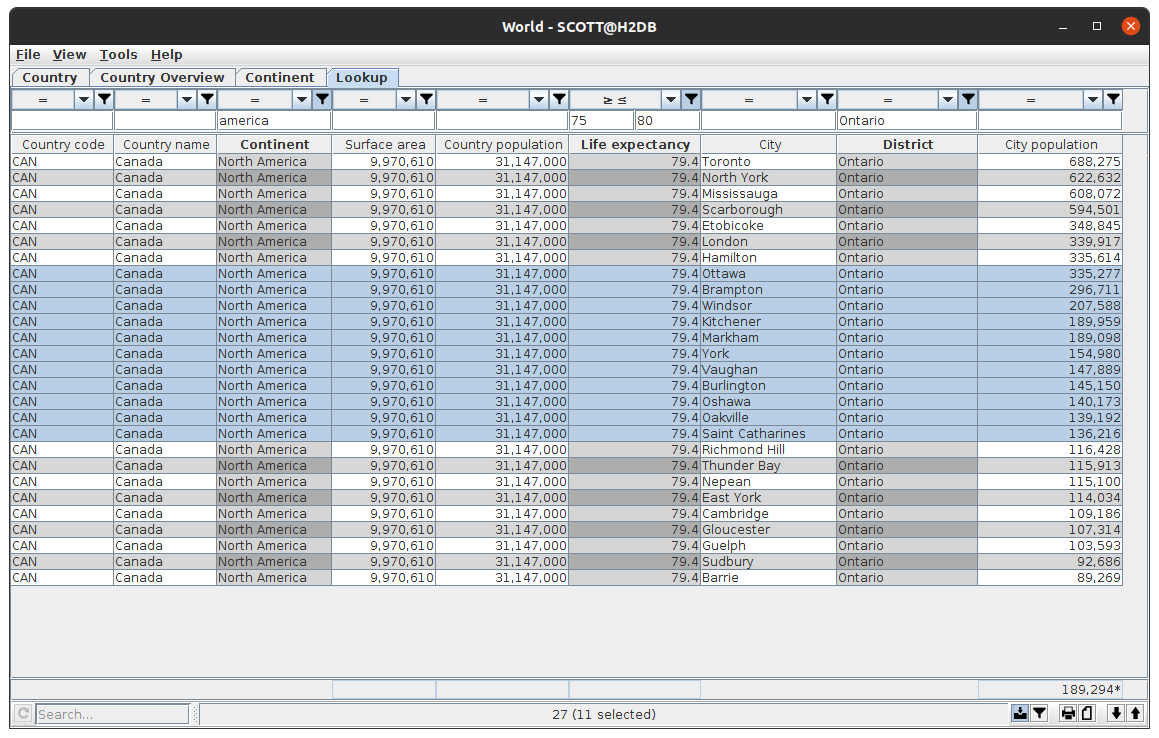 World - SCOTT@H2DB
File View Tools Help
Country Country Overview Continent Lookup
= = = = = ≥ ≤ = = =
america 75 80 Ontario
Country code Country name Continent Surface area Country population Life expectancy City District City population
CAN Canada North America 9,970,610 31,147,000 79.4 Toronto Ontario 688,275
CAN Canada North America 9,970,610 31,147,000 79.4 North York Ontario 622,632
CAN Canada North America 9,970,610 31,147,000 79.4 Mississauga Ontario 608,072
CAN Canada North America 9,970,610 31,147,000 79.4 Scarborough Ontario 594,501
CAN Canada North America 9,970,610 31,147,000 79.4 Etobicoke Ontario 348,845
CAN Canada North America 9,970,610 31,147,000 79.4 London Ontario 339,917
CAN Canada North America 9,970,610 31,147,000 79.4 Hamilton Ontario 335,614
CAN Canada North America 9,970,610 31,147,000 79.4 Ottawa Ontario 335,277
CAN Canada North America 9,970,610 31,147,000 79.4 Brampton Ontario 296,711
CAN Canada North America 9,970,610 31,147,000 79.4 Windsor Ontario 207,588
CAN Canada North America 9,970,610 31,147,000 79.4 Kitchener Ontario 189,959
CAN Canada North America 9,970,610 31,147,000 79.4 Markham Ontario 189,098
CAN Canada North America 9,970,610 31,147,000 79.4 York Ontario 154,980
CAN Canada North America 9,970,610 31,147,000 79.4 Vaughan Ontario 147,889
CAN Canada North America 9,970,610 31,147,000 79.4 Burlington Ontario 145,150
CAN Canada North America 9,970,610 31,147,000 79.4 Oshawa Ontario 140,173
CAN Canada North America 9,970,610 31,147,000 79.4 Oakville Ontario 139,192
CAN Canada North America 9,970,610 31,147,000 79.4 Saint Catharines Ontario 136,216
CAN Canada North America 9,970,610 31,147,000 79.4 Richmond Hill Ontario 116,428
CAN Canada North America 9,970,610 31,147,000 79.4 Thunder Bay Ontario 115,913
CAN Canada North America 9,970,610 31,147,000 79.4 Nepean Ontario 115,100
CAN Canada North America 9,970,610 31,147,000 79.4 East York Ontario 114,034
CAN Canada North America 9,970,610 31,147,000 79.4 Cambridge Ontario 109,186
CAN Canada North America 9,970,610 31,147,000 79.4 Gloucester Ontario 107,314
CAN Canada North America 9,970,610 31,147,000 79.4 Guelph Ontario 103,593
CAN Canada North America 9,970,610 31,147,000 79.4 Sudbury Ontario 92,686
CAN Canada North America 9,970,610 31,147,000 79.4 Barrie Ontario 89,269
189,294*
Search... 27 (11 selected)